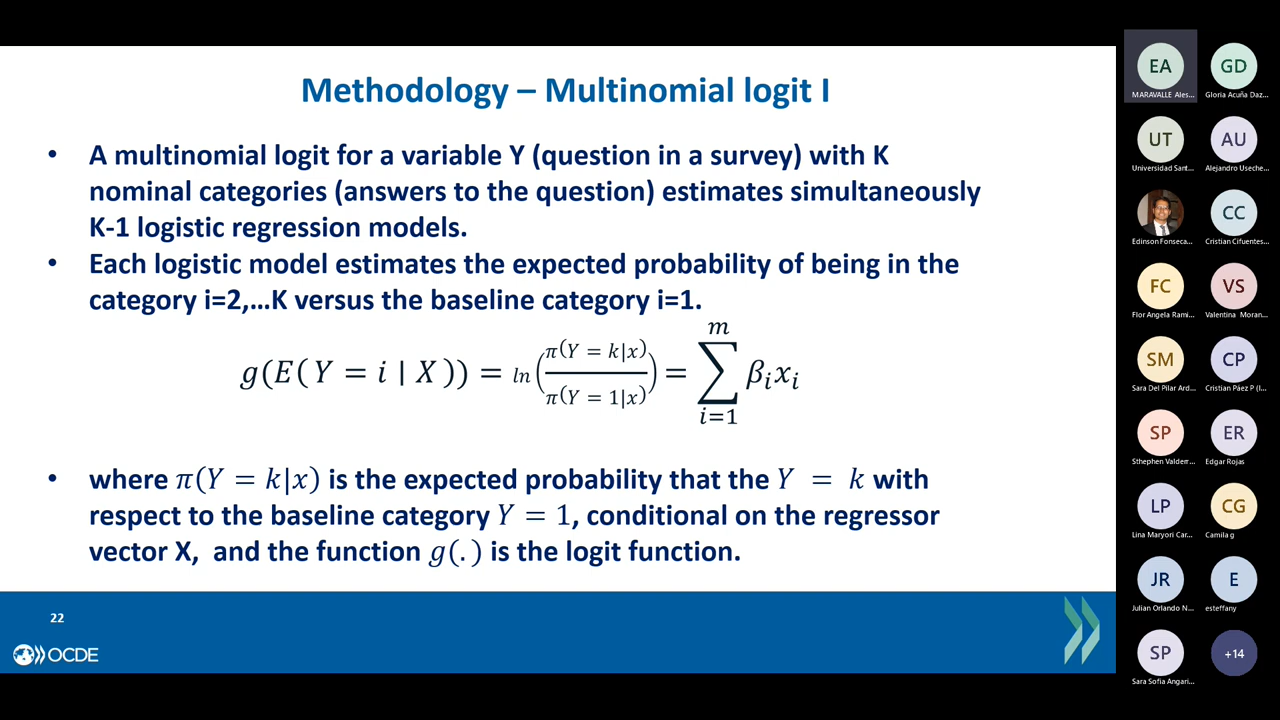 Methodology – Multinomial logit I
• A multinomial logit for a variable Y (question in a survey) with K
nominal categories (answers to the question) estimates simultaneously
K-1 logistic regression models.
• Each logistic model estimates the expected probability of being in the
category i=2,…K versus the baseline category i=1.
g(E(Y = i | X)) = ln(π(Y = k|x) / π(Y = 1|x)) = ∑_{i=1}^{m} β_i x_i
• where π(Y = k|x) is the expected probability that the Y = k with
respect to the baseline category Y = 1, conditional on the regressor
vector X, and the function g(.) is the logit function.
22
OCDE
EA
MARAVALLE Ales...
GD
Gloria Acuña Daz...
UT
Universidad Sant...
AU
Alejandro Useche...
Edinson Fonseca...
CC
Cristian Cifuentes...
FC
Flor Angela Rami...
VS
Valentina Moran...
SM
Sara Del Pilar Ard...
CP
Cristian Páez P (I...
SP
Sthephen Valderr...
ER
Edgar Rojas
LP
Lina Maryori Car...
CG
Camila g
JR
Julian Orlando N...
E
esteffany
SP
Sara Sofia Angari...
+14